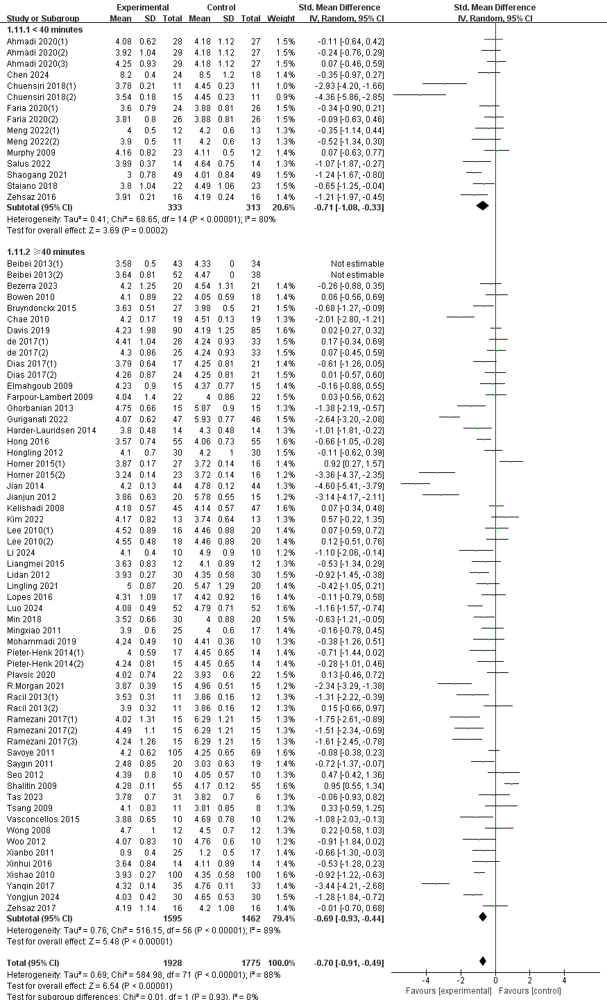 Experimental Control Std. Mean Difference Std. Mean Difference
Study or Subgroup Mean SD Total Mean SD Total Weight IV, Random, 95% CI IV, Random, 95% CI
1.11.1 < 40 minutes
Ahmadi 2020(1) 4.08 0.62 28 4.18 1.12 27 1.5% -0.11 [-0.64, 0.42]
Ahmadi 2020(2) 3.92 1.04 29 4.18 1.12 27 1.5% -0.24 [-0.76, 0.29]
Ahmadi 2020(3) 4.25 0.93 29 4.18 1.12 27 1.5% 0.07 [-0.46, 0.59]
Chen 2024 8.2 0.4 24 8.5 1.2 18 1.5% -0.35 [-0.97, 0.27]
Chuensiri 2018(1) 3.78 0.21 11 4.45 0.23 11 1.0% -2.93 [-4.20, -1.66]
Chuensiri 2018(2) 3.54 0.18 15 4.45 0.23 11 0.9% -4.36 [-5.86, -2.85]
Faria 2020(1) 3.6 0.79 24 3.88 0.81 26 1.5% -0.34 [-0.90, 0.21]
Faria 2020(2) 3.81 0.8 26 3.88 0.81 26 1.5% -0.09 [-0.63, 0.46]
Meng 2022(1) 4 0.5 12 4.2 0.6 13 1.4% -0.35 [-1.14, 0.44]
Meng 2022(2) 3.9 0.5 11 4.2 0.6 13 1.3% -0.52 [-1.34, 0.30]
Murphy 2009 4.16 0.82 23 4.11 0.5 12 1.4% 0.07 [-0.63, 0.77]
Salus 2022 3.99 0.37 14 4.64 0.75 14 1.3% -1.07 [-1.87, -0.27]
Shaogang 2021 3 0.78 49 4.01 0.84 49 1.5% -1.24 [-1.67, -0.80]
Staiano 2018 3.8 1.04 22 4.49 1.06 23 1.5% -0.65 [-1.25, -0.04]
Zehsaz 2016 3.91 0.21 16 4.19 0.24 16 1.4% -1.21 [-1.97, -0.45]
Subtotal (95% CI) 333 313 20.6% -0.71 [-1.08, -0.33]
Heterogeneity: Tau² = 0.41; Chi² = 68.65, df = 14 (P < 0.00001); I² = 80%
Test for overall effect: Z = 3.69 (P = 0.0002)
1.11.2 ≥40 minutes
Beibei 2013(1) 3.58 0.5 43 4.33 0 34 Not estimable
Beibei 2013(2) 3.64 0.81 52 4.47 0 38 Not estimable
Bezerra 2023 4.2 1.25 20 4.54 1.31 21 1.4% -0.26 [-0.88, 0.35]
Bowen 2010 4.1 0.89 22 4.05 0.59 18 1.4% 0.06 [-0.56, 0.69]
Bruyndonckx 2015 3.63 0.51 27 3.98 0.5 21 1.5% -0.68 [-1.27, -0.09]
Chae 2010 4.2 0.17 19 4.51 0.13 19 1.3% -2.01 [-2.80, -1.21]
Davis 2019 4.23 1.98 90 4.19 1.25 85 1.6% 0.02 [-0.27, 0.32]
de 2017(1) 4.41 1.04 26 4.24 0.93 33 1.5% 0.17 [-0.34, 0.69]
de 2017(2) 4.3 0.86 25 4.24 0.93 33 1.5% 0.07 [-0.45, 0.59]
Dias 2017(1) 3.79 0.64 17 4.25 0.81 21 1.4% -0.61 [-1.26, 0.05]
Dias 2017(2) 4.26 0.87 24 4.25 0.81 21 1.5% 0.01 [-0.57, 0.60]
Elmahgoub 2009 4.23 0.9 15 4.37 0.77 15 1.4% -0.16 [-0.88, 0.55]
Farpour-Lambert 2009 4.04 1.4 22 4 0.86 22 1.5% 0.03 [-0.56, 0.62]
Ghorbanian 2013 4.75 0.66 15 5.87 0.9 15 1.3% -1.38 [-2.19, -0.57]
Guriganati 2022 4.07 0.62 47 5.93 0.77 46 1.5% -2.64 [-3.20, -2.08]
Harder-Lauridsen 2014 3.8 0.48 14 4.3 0.48 14 1.3% -1.01 [-1.81, -0.22]
Hong 2016 3.57 0.74 55 4.06 0.73 55 1.6% -0.66 [-1.05, -0.28]
Hongling 2012 4.1 0.7 30 4.2 1 30 1.5% -0.11 [-0.62, 0.39]
Horner 2015(1) 3.87 0.17 27 3.72 0.14 16 1.4% 0.92 [0.27, 1.57]
Horner 2015(2) 3.24 0.14 23 3.72 0.14 16 1.2% -3.36 [-4.37, -2.35]
Jian 2014 4.2 0.13 44 4.78 0.12 44 1.3% -4.60 [-5.41, -3.79]
Jianjun 2012 3.86 0.63 20 5.78 0.55 15 1.2% -3.14 [-4.17, -2.11]
Kelishadi 2008 4.18 0.57 45 4.14 0.57 47 1.5% 0.07 [-0.34, 0.48]
Kim 2022 4.17 0.82 13 3.74 0.64 13 1.4% 0.57 [-0.22, 1.35]
Lee 2010(1) 4.52 0.89 16 4.46 0.88 20 1.4% 0.07 [-0.59, 0.72]
Lee 2010(2) 4.55 0.48 18 4.46 0.88 20 1.4% 0.12 [-0.51, 0.76]
Li 2024 4.1 0.4 10 4.9 0.9 10 1.2% -1.10 [-2.06, -0.14]
Liangmei 2015 3.63 0.83 12 4.1 0.89 12 1.3% -0.53 [-1.34, 0.29]
Lidan 2012 3.93 0.27 30 4.35 0.58 30 1.5% -0.92 [-1.45, -0.38]
Lingling 2021 5 0.87 20 5.47 1.29 20 1.4% -0.42 [-1.05, 0.21]
Lopes 2016 4.31 1.09 17 4.42 0.92 16 1.4% -0.11 [-0.79, 0.58]
Luo 2024 4.08 0.49 52 4.79 0.71 52 1.5% -1.16 [-1.57, -0.74]
Min 2018 3.52 0.66 30 4 0.88 20 1.5% -0.63 [-1.21, -0.05]
Mingxiao 2011 3.9 0.6 25 4 0.6 17 1.4% -0.16 [-0.78, 0.45]
Mohammadi 2019 4.24 0.49 10 4.41 0.36 10 1.3% -0.38 [-1.26, 0.51]
Pieter-Henk 2014(1) 4 0.59 17 4.45 0.65 14 1.4% -0.71 [-1.44, 0.02]
Pieter-Henk 2014(2) 4.24 0.81 15 4.45 0.65 14 1.4% -0.28 [-1.01, 0.46]
Plavsic 2020 4.02 0.74 22 3.93 0.6 22 1.5% 0.13 [-0.46, 0.72]
R.Morgan 2021 3.87 0.39 15 4.96 0.51 15 1.2% -2.34 [-3.29, -1.38]
Racil 2013(1) 3.53 0.31 11 3.86 0.16 12 1.3% -1.31 [-2.22, -0.39]
Racil 2013(2) 3.9 0.32 11 3.86 0.16 12 1.3% 0.15 [-0.66, 0.97]
Ramezani 2017(1) 4.02 1.31 15 6.29 1.21 15 1.3% -1.75 [-2.61, -0.89]
Ramezani 2017(2) 4.49 1.1 15 6.29 1.21 15 1.3% -1.51 [-2.34, -0.69]
Ramezani 2017(3) 4.24 1.26 15 6.29 1.21 15 1.3% -1.61 [-2.45, -0.78]
Savoye 2011 4.2 0.62 105 4.25 0.65 69 1.6% -0.08 [-0.38, 0.23]
Saygın 2011 2.48 0.85 20 3.03 0.63 19 1.4% -0.72 [-1.37, -0.07]
Seo 2012 4.39 0.8 10 4.05 0.57 10 1.3% 0.47 [-0.42, 1.36]
Shalitin 2009 4.28 0.11 55 4.17 0.12 55 1.5% 0.95 [0.55, 1.34]
Tas 2023 3.78 0.7 31 3.82 0.7 6 1.3% -0.06 [-0.93, 0.82]
Tsang 2009 4.1 0.83 11 3.81 0.85 8 1.3% 0.33 [-0.59, 1.25]
Vasconcellos 2015 3.88 0.65 10 4.69 0.78 10 1.2% -1.08 [-2.03, -0.13]
Wong 2008 4.7 1 12 4.5 0.7 12 1.4% 0.22 [-0.58, 1.03]
Woo 2012 4.07 0.83 10 4.76 0.6 10 1.2% -0.91 [-1.84, 0.02]
Xianbo 2011 0.9 0.4 25 1.2 0.5 17 1.4% -0.66 [-1.30, -0.03]
Xinhui 2016 3.64 0.84 14 4.11 0.89 14 1.4% -0.53 [-1.28, 0.23]
Xishao 2010 3.93 0.27 100 4.35 0.58 100 1.6% -0.92 [-1.22, -0.63]
Yanqin 2017 4.32 0.14 35 4.76 0.11 33 1.4% -3.44 [-4.21, -2.68]
Yongjun 2024 4.03 0.42 30 4.65 0.53 30 1.5% -1.28 [-1.84, -0.72]
Zehsaz 2017 4.19 1.14 16 4.2 1.08 16 1.4% -0.01 [-0.70, 0.68]
Subtotal (95% CI) 1595 1462 79.4% -0.69 [-0.93, -0.44]
Heterogeneity: Tau² = 0.76; Chi² = 516.15, df = 56 (P < 0.00001); I² = 89%
Test for overall effect: Z = 5.48 (P < 0.00001)
Total (95% CI) 1928 1775 100.0% -0.70 [-0.91, -0.49]
Heterogeneity: Tau² = 0.69; Chi² = 584.98, df = 71 (P < 0.00001); I² = 88%
Test for overall effect: Z = 6.54 (P < 0.00001)
Test for subgroup differences: Chi² = 0.01, df = 1 (P = 0.93), I² = 0%
-4 -2 0 2 4
Favours [experimental] Favours [control]